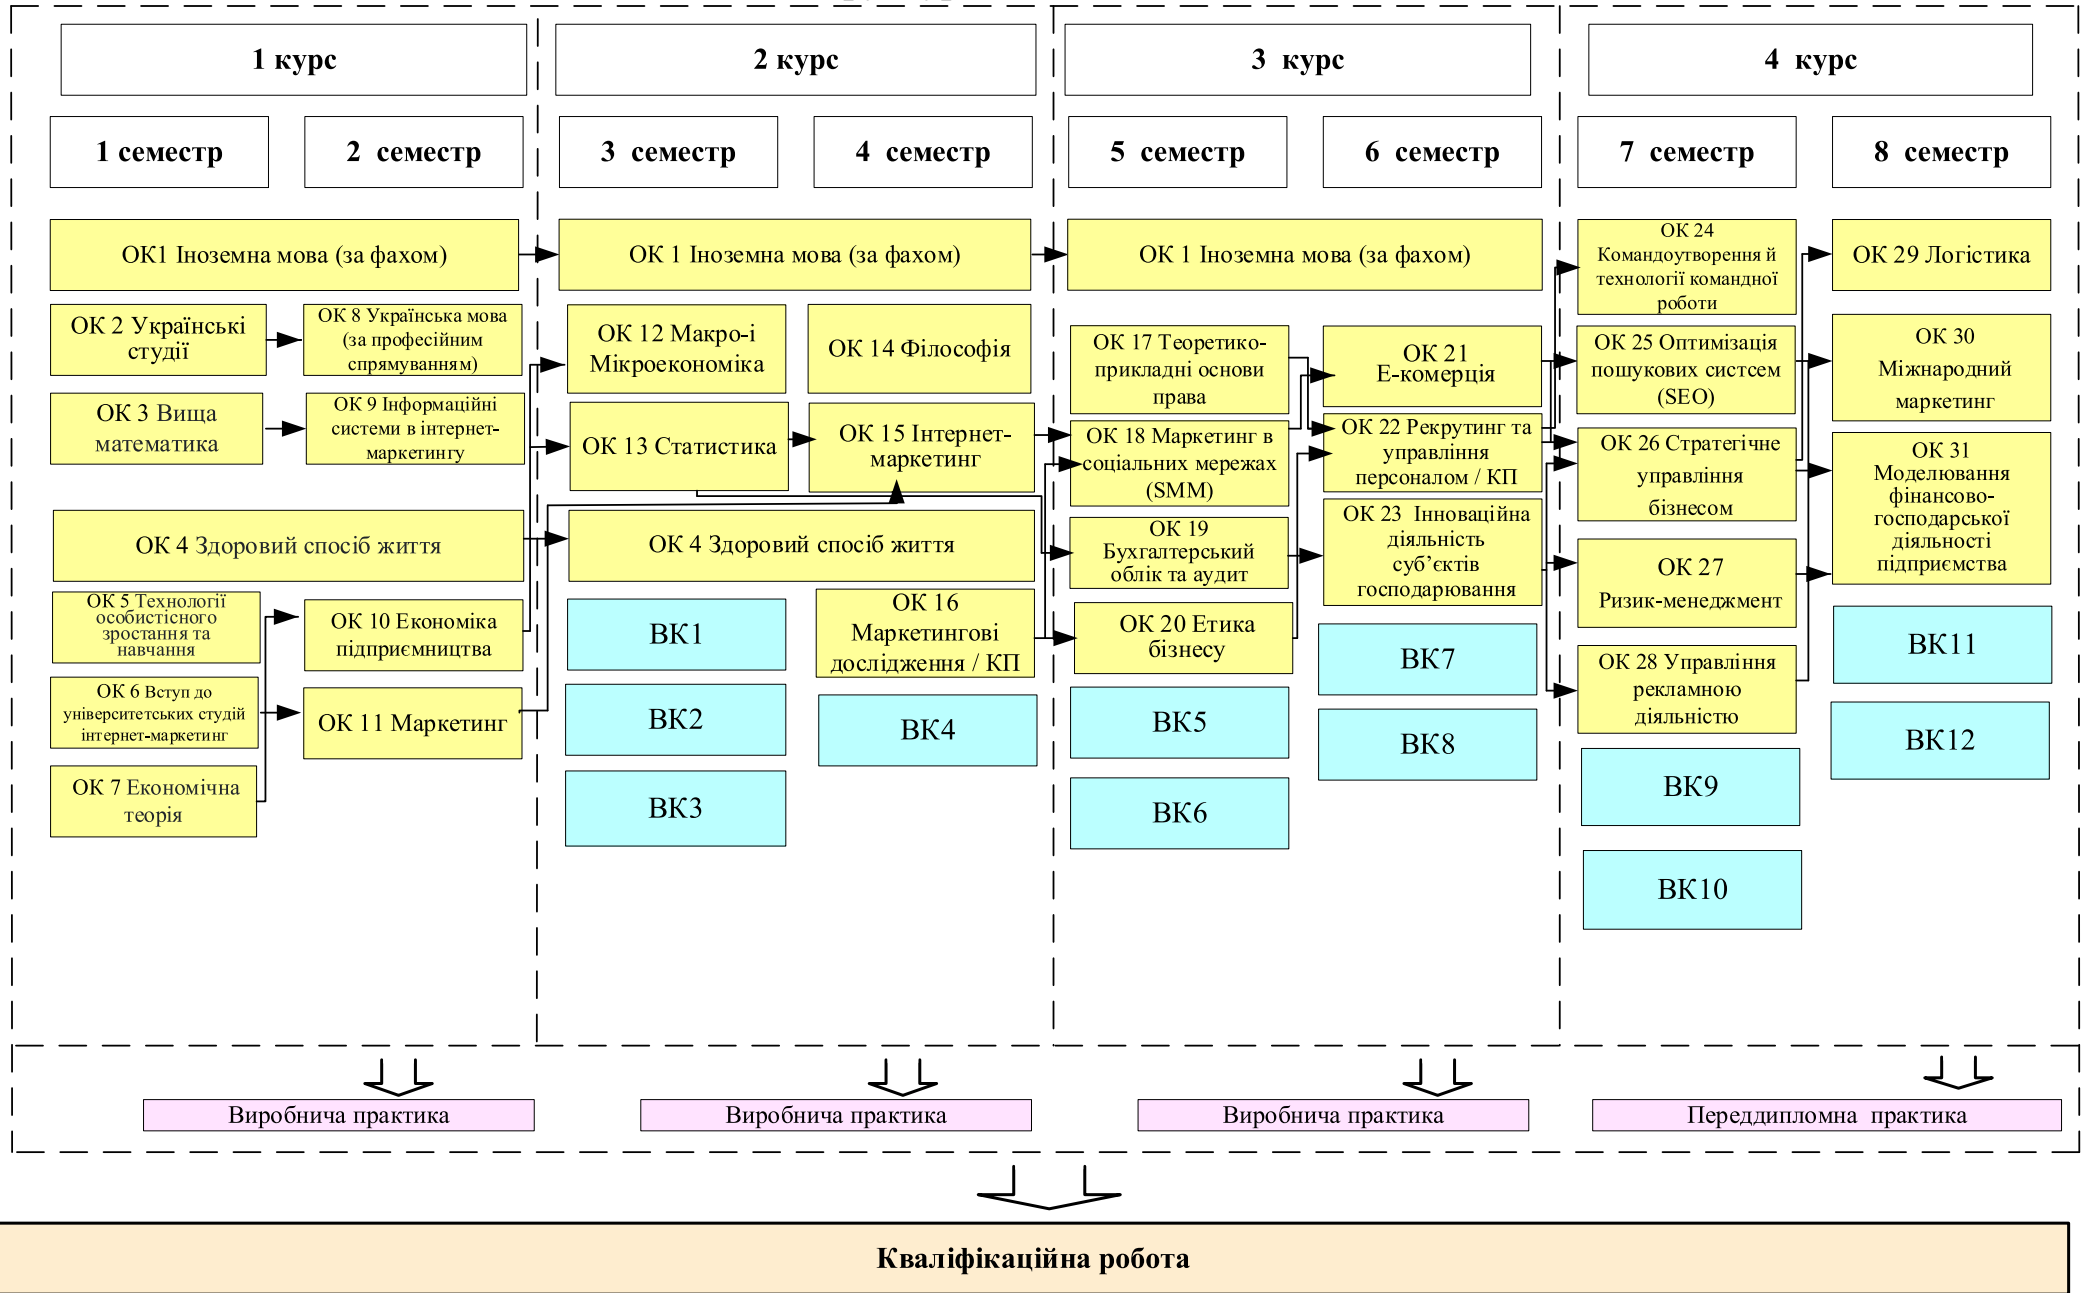 1 курс
2 курс
3 курс
4 курс
1 семестр
2 семестр
3 семестр
4 семестр
5 семестр
6 семестр
7 семестр
8 семестр
ОК1 Іноземна мова (за фахом)
ОК 1 Іноземна мова (за фахом)
ОК 1 Іноземна мова (за фахом)
ОК 24
Командоутворення й
технології командної
роботи
ОК 29 Логістика
ОК 2 Українські
студії
ОК 8 Українська мова
(за професійним
спрямуванням)
ОК 12 Макро-і
Мікроекономіка
ОК 14 Філософія
ОК 17 Теоретико-
прикладні основи
права
ОК 21
Е-комерція
ОК 25 Оптимізація
пошукових систсем
(SEO)
ОК 30
Міжнародний
маркетинг
ОК 3 Вища
математика
ОК 9 Інформаційні
системи в інтернет-
маркетингу
ОК 13 Статистика
ОК 15 Інтернет-
маркетинг
ОК 18 Маркетинг в
соціальних мережах
(SMM)
ОК 22 Рекрутинг та
управління
персоналом / КП
ОК 26 Стратегічне
управління
бізнесом
ОК 31
Моделювання
фінансово-
господарської
діяльності
підприємства
ОК 4 Здоровий спосіб життя
ОК 4 Здоровий спосіб життя
ОК 19
Бухгалтерський
облік та аудит
ОК 23 Інноваційна
діяльність
суб’єктів
господарювання
ОК 27
Ризик-менеджмент
ОК 5 Технології
особистісного
зростання та
навчання
ОК 10 Економіка
підприємництва
ВК1
ОК 16
Маркетингові
дослідження / КП
ОК 20 Етика
бізнесу
ВК7
ОК 28 Управління
рекламною
діяльністю
ВК11
ОК 6 Вступ до
університетських студій
інтернет-маркетинг
ОК 11 Маркетинг
ВК2
ВК4
ВК5
ВК8
ВК9
ВК12
ОК 7 Економічна
теорія
ВК3
ВК6
ВК10
Виробнича практика
Виробнича практика
Виробнича практика
Переддипломна практика
Кваліфікаційна робота